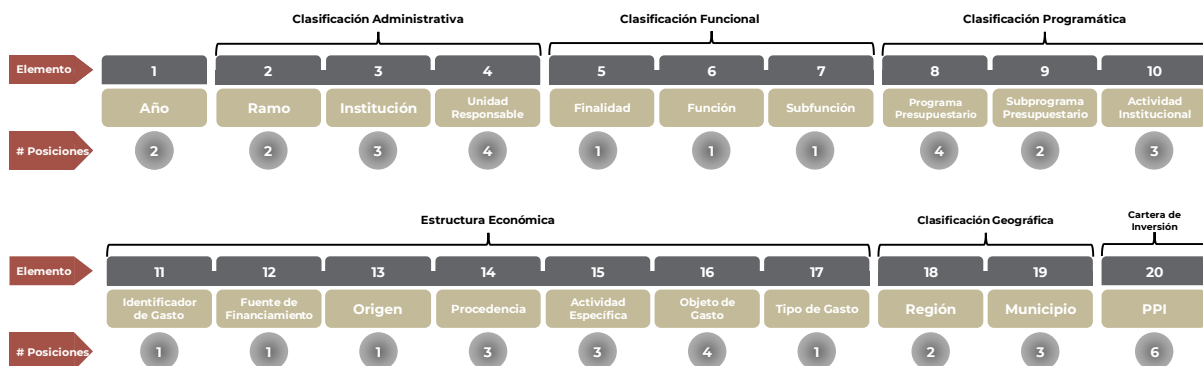 Clasificación Administrativa
Clasificación Funcional
Clasificación Programática
Elemento 1 2 3 4 5 6 7 8 9 10
Año
Ramo
Institución
Unidad
Responsable
Finalidad
Función
Subfunción
Programa
Presupuestario
Subprograma
Presupuestario
Actividad
Institucional
# Posiciones 2 2 3 4 1 1 1 4 2 3
Estructura Económica
Clasificación Geográfica
Cartera de
Inversión
Elemento 11 12 13 14 15 16 17 18 19 20
Identificador
de Gasto
Fuente de
Financiamiento
Origen
Procedencia
Actividad
Específica
Objeto de
Gasto
Tipo de Gasto
Región
Municipio
PPI
# Posiciones 1 1 1 3 3 4 1 2 3 6